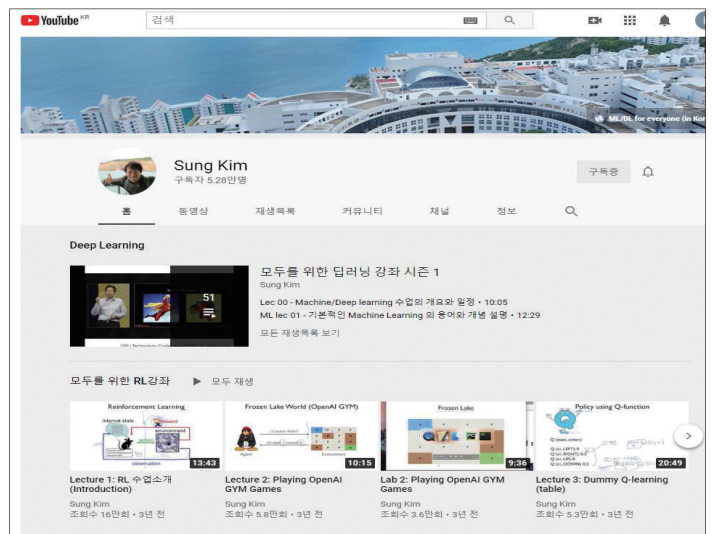 YouTube KR
검색
ML/DL for everyone (in Kor
Sung Kim
구독자 5.28만명
구독중
홈 동영상 재생목록 커뮤니티 채널 정보
Deep Learning
51
모두를 위한 딥러닝 강좌 시즌 1
Sung Kim
Lec 00 - Machine/Deep learning 수업의 개요와 일정 • 10:05
ML lec 01 - 기본적인 Machine Learning 의 용어와 개념 설명 • 12:29
모든 재생목록 보기
모두를 위한 RL강좌 ▶ 모두 재생
Reinforcement Learning
internal state
reward
environment
observation
13:43
Frozen Lake World (OpenAI GYM)
Agent
Environment
10:15
Frozen Lake
9:36
Policy using Q-function
20:49
Lecture 1: RL 수업소개
(Introduction)
Sung Kim
조회수 16만회 • 3년 전
Lecture 2: Playing OpenAI
GYM Games
Sung Kim
조회수 5.8만회 • 3년 전
Lab 2: Playing OpenAI GYM
Games
Sung Kim
조회수 3.6만회 • 3년 전
Lecture 3: Dummy Q-learning
(table)
Sung Kim
조회수 5.3만회 • 3년 전